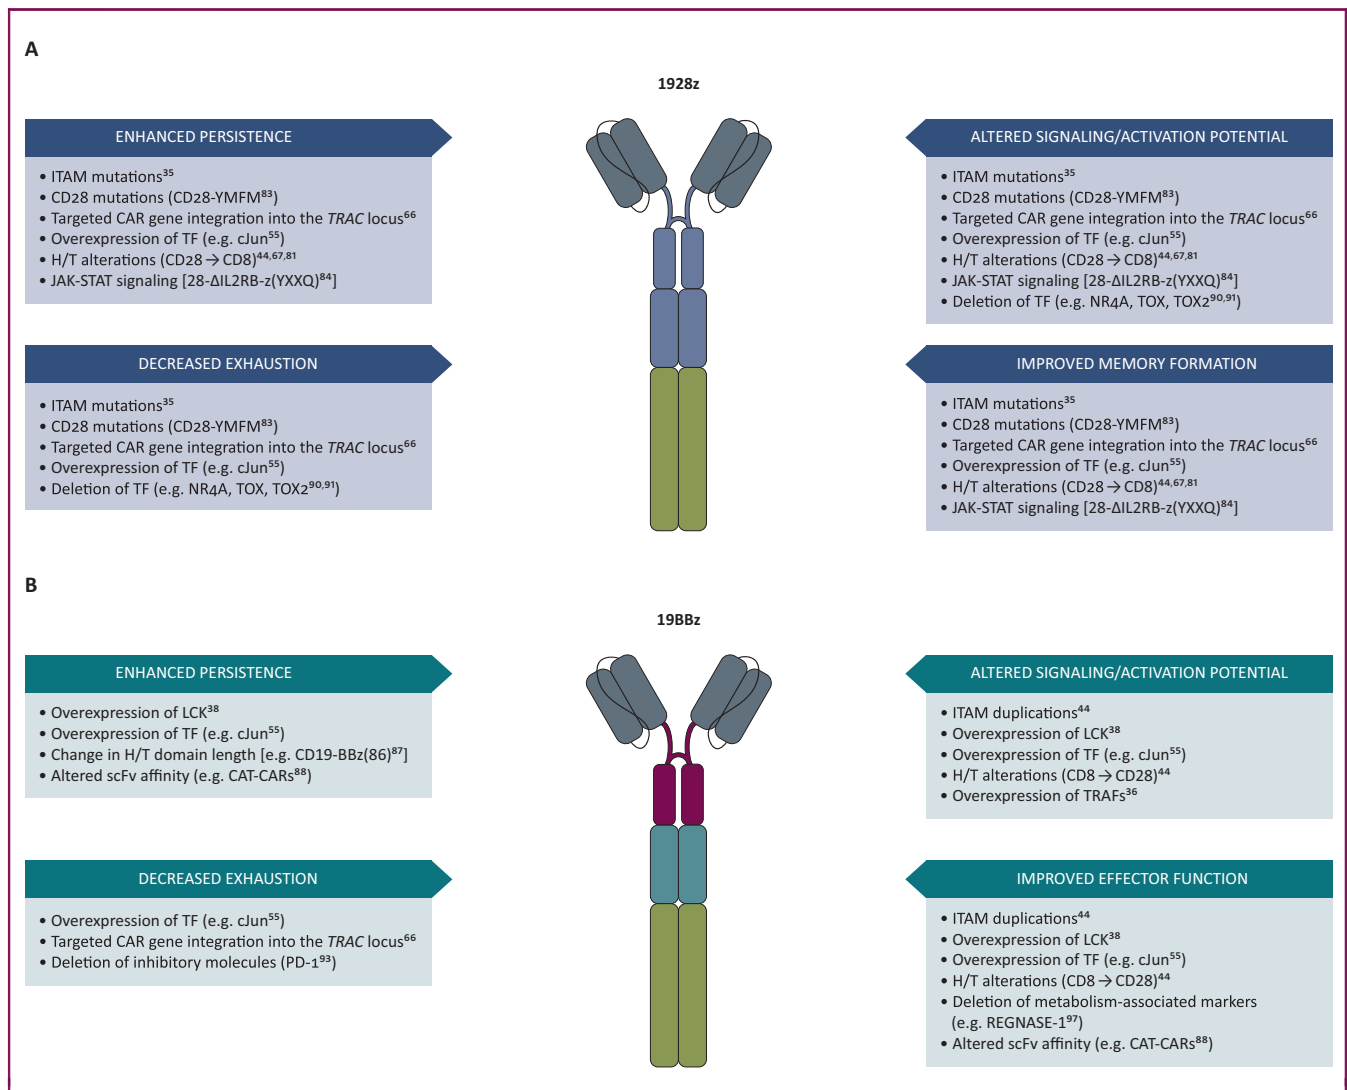 A
1928z
ENHANCED PERSISTENCE
• ITAM mutations³⁵
• CD28 mutations (CD28-YMFM⁸³)
• Targeted CAR gene integration into the TRAC locus⁶⁶
• Overexpression of TF (e.g. cJun⁵⁵)
• H/T alterations (CD28 → CD8)⁴⁴,⁶⁷,⁸¹
• JAK-STAT signaling [28-ΔIL2RB-z(YXXQ)⁸⁴]
DECREASED EXHAUSTION
• ITAM mutations³⁵
• CD28 mutations (CD28-YMFM⁸³)
• Targeted CAR gene integration into the TRAC locus⁶⁶
• Overexpression of TF (e.g. cJun⁵⁵)
• Deletion of TF (e.g. NR4A, TOX, TOX2⁹⁰,⁹¹)
ALTERED SIGNALING/ACTIVATION POTENTIAL
• ITAM mutations³⁵
• CD28 mutations (CD28-YMFM⁸³)
• Targeted CAR gene integration into the TRAC locus⁶⁶
• Overexpression of TF (e.g. cJun⁵⁵)
• H/T alterations (CD28 → CD8)⁴⁴,⁶⁷,⁸¹
• JAK-STAT signaling [28-ΔIL2RB-z(YXXQ)⁸⁴]
• Deletion of TF (e.g. NR4A, TOX, TOX2⁹⁰,⁹¹)
IMPROVED MEMORY FORMATION
• ITAM mutations³⁵
• CD28 mutations (CD28-YMFM⁸³)
• Targeted CAR gene integration into the TRAC locus⁶⁶
• Overexpression of TF (e.g. cJun⁵⁵)
• H/T alterations (CD28 → CD8)⁴⁴,⁶⁷,⁸¹
• JAK-STAT signaling [28-ΔIL2RB-z(YXXQ)⁸⁴]
B
19BBz
ENHANCED PERSISTENCE
• Overexpression of LCK³⁸
• Overexpression of TF (e.g. cJun⁵⁵)
• Change in H/T domain length [e.g. CD19-BBz(86)⁸⁷]
• Altered scFv affinity (e.g. CAT-CARs⁸⁸)
DECREASED EXHAUSTION
• Overexpression of TF (e.g. cJun⁵⁵)
• Targeted CAR gene integration into the TRAC locus⁶⁶
• Deletion of inhibitory molecules (PD-1⁹³)
ALTERED SIGNALING/ACTIVATION POTENTIAL
• ITAM duplications⁴⁴
• Overexpression of LCK³⁸
• Overexpression of TF (e.g. cJun⁵⁵)
• H/T alterations (CD8 → CD28)⁴⁴
• Overexpression of TRAFs³⁶
IMPROVED EFFECTOR FUNCTION
• ITAM duplications⁴⁴
• Overexpression of LCK³⁸
• Overexpression of TF (e.g. cJun⁵⁵)
• H/T alterations (CD8 → CD28)⁴⁴
• Deletion of metabolism-associated markers
(e.g. REGNASE-1⁹⁷)
• Altered scFv affinity (e.g. CAT-CARs⁸⁸)